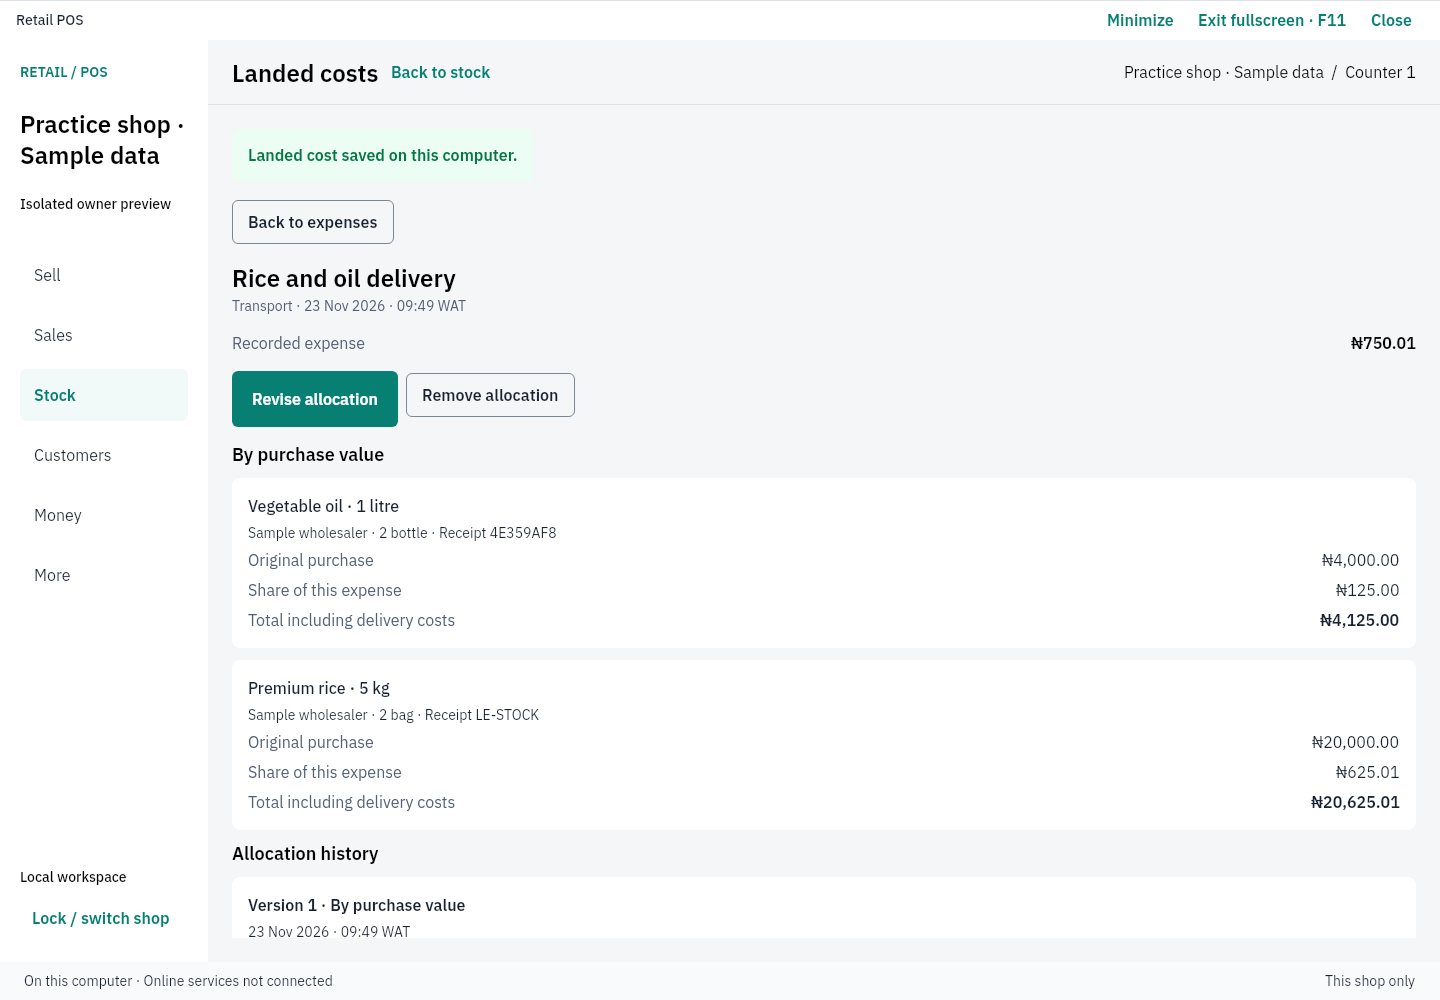 Retail POS
Minimize
Exit fullscreen · F11
Close
RETAIL / POS
Practice shop ·
Sample data
Isolated owner preview
Sell
Sales
Stock
Customers
Money
More
Local workspace
Lock / switch shop
Landed costs
Back to stock
Practice shop · Sample data / Counter 1
Landed cost saved on this computer.
Back to expenses
Rice and oil delivery
Transport · 23 Nov 2026 · 09:49 WAT
Recorded expense
₦750.01
Revise allocation
Remove allocation
By purchase value
Vegetable oil · 1 litre
Sample wholesaler · 2 bottle · Receipt 4E359AF8
Original purchase
₦4,000.00
Share of this expense
₦125.00
Total including delivery costs
₦4,125.00
Premium rice · 5 kg
Sample wholesaler · 2 bag · Receipt LE-STOCK
Original purchase
₦20,000.00
Share of this expense
₦625.01
Total including delivery costs
₦20,625.01
Allocation history
Version 1 · By purchase value
23 Nov 2026 · 09:49 WAT
On this computer · Online services not connected
This shop only